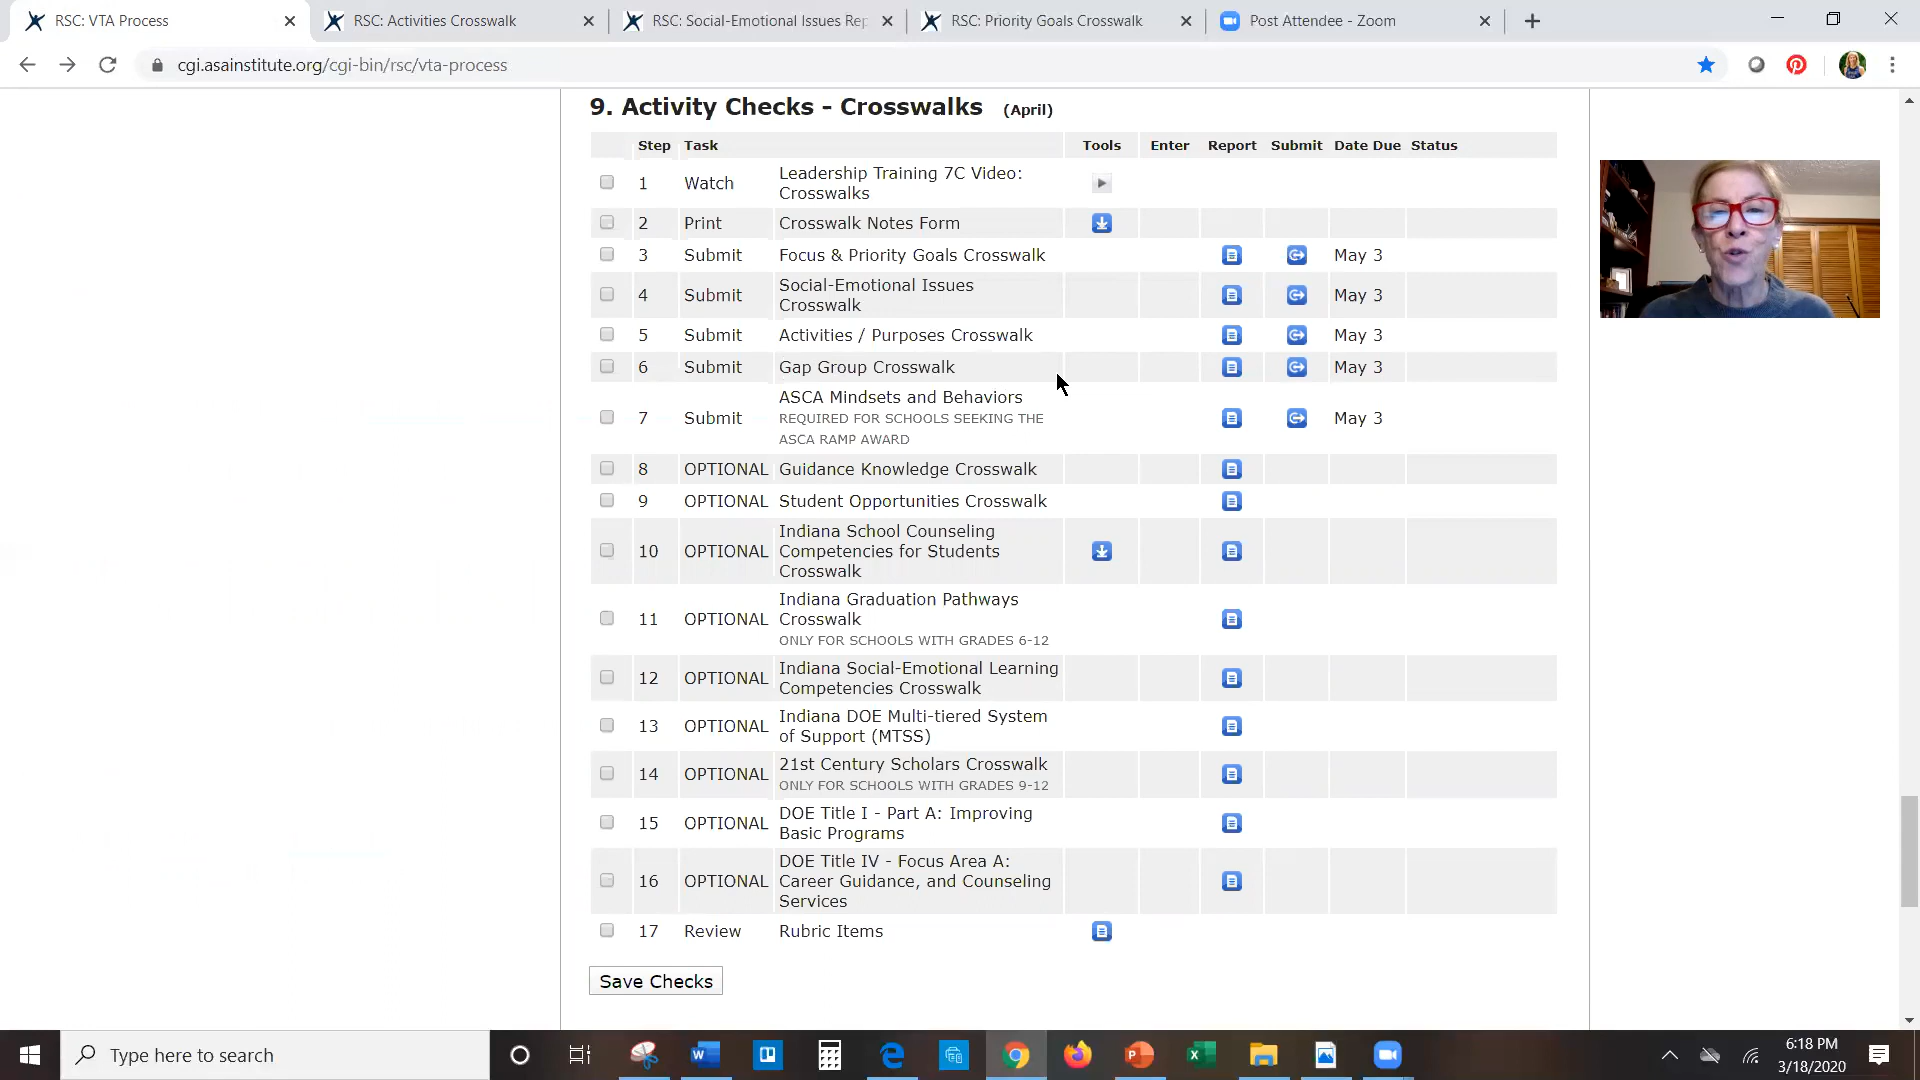 RSC: VTA Process
RSC: Activities Crosswalk
RSC: Social-Emotional Issues Rep
RSC: Priority Goals Crosswalk
Post Attendee - Zoom
cgi.asainstitute.org/cgi-bin/rsc/vta-process
9. Activity Checks - Crosswalks (April)
Step Task Tools Enter Report Submit Date Due Status
1 Watch Leadership Training 7C Video:
Crosswalks
2 Print Crosswalk Notes Form
3 Submit Focus & Priority Goals Crosswalk May 3
4 Submit Social-Emotional Issues
Crosswalk May 3
5 Submit Activities / Purposes Crosswalk May 3
6 Submit Gap Group Crosswalk May 3
7 Submit ASCA Mindsets and Behaviors May 3
REQUIRED FOR SCHOOLS SEEKING THE
ASCA RAMP AWARD
8 OPTIONAL Guidance Knowledge Crosswalk
9 OPTIONAL Student Opportunities Crosswalk
10 OPTIONAL Indiana School Counseling
Competencies for Students
Crosswalk
11 OPTIONAL Indiana Graduation Pathways
Crosswalk
ONLY FOR SCHOOLS WITH GRADES 6-12
12 OPTIONAL Indiana Social-Emotional Learning
Competencies Crosswalk
13 OPTIONAL Indiana DOE Multi-tiered System
of Support (MTSS)
14 OPTIONAL 21st Century Scholars Crosswalk
ONLY FOR SCHOOLS WITH GRADES 9-12
15 OPTIONAL DOE Title I - Part A: Improving
Basic Programs
16 OPTIONAL DOE Title IV - Focus Area A:
Career Guidance, and Counseling
Services
17 Review Rubric Items
Save Checks
Type here to search
6:18 PM
3/18/2020